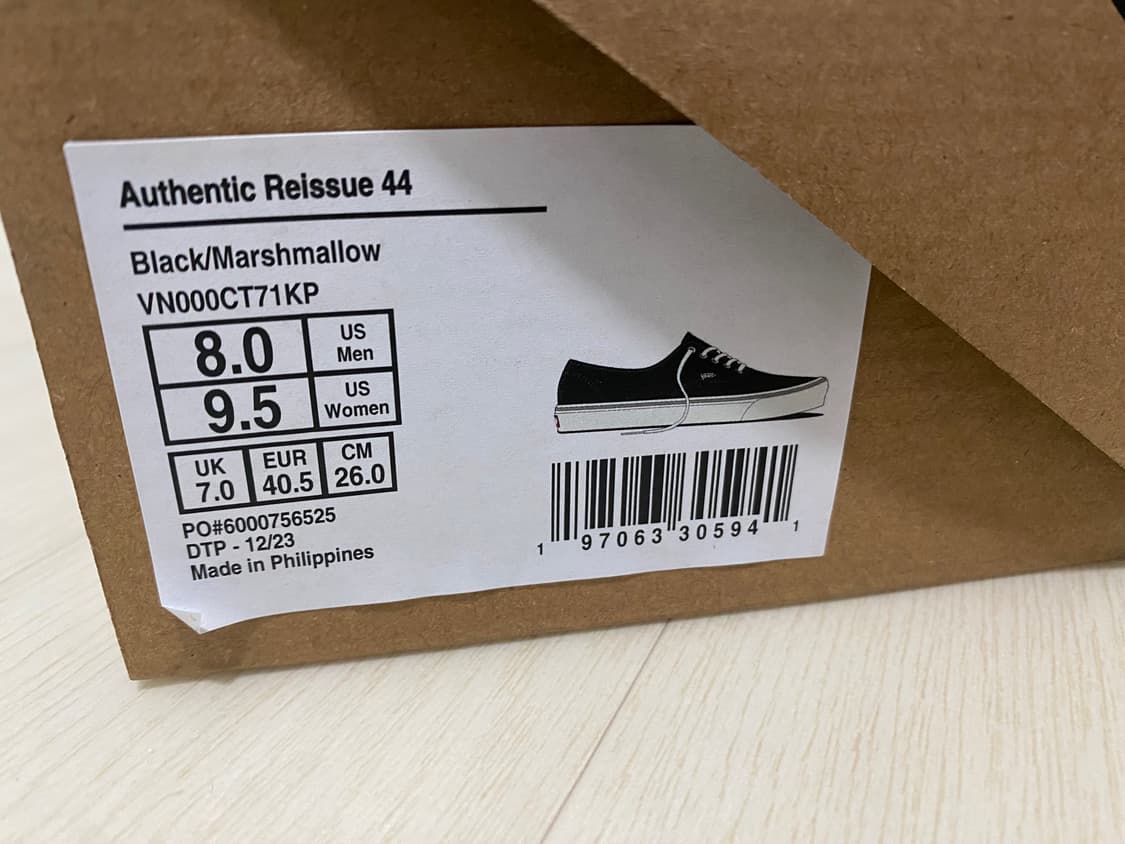 Authentic Reissue 44
Black/Marshmallow
VN000CT71KP
8.0 US Men
9.5 US Women
UK 7.0 EUR 40.5 CM 26.0
PO#6000756525
DTP - 12/23
Made in Philippines
1 97063 30594 1